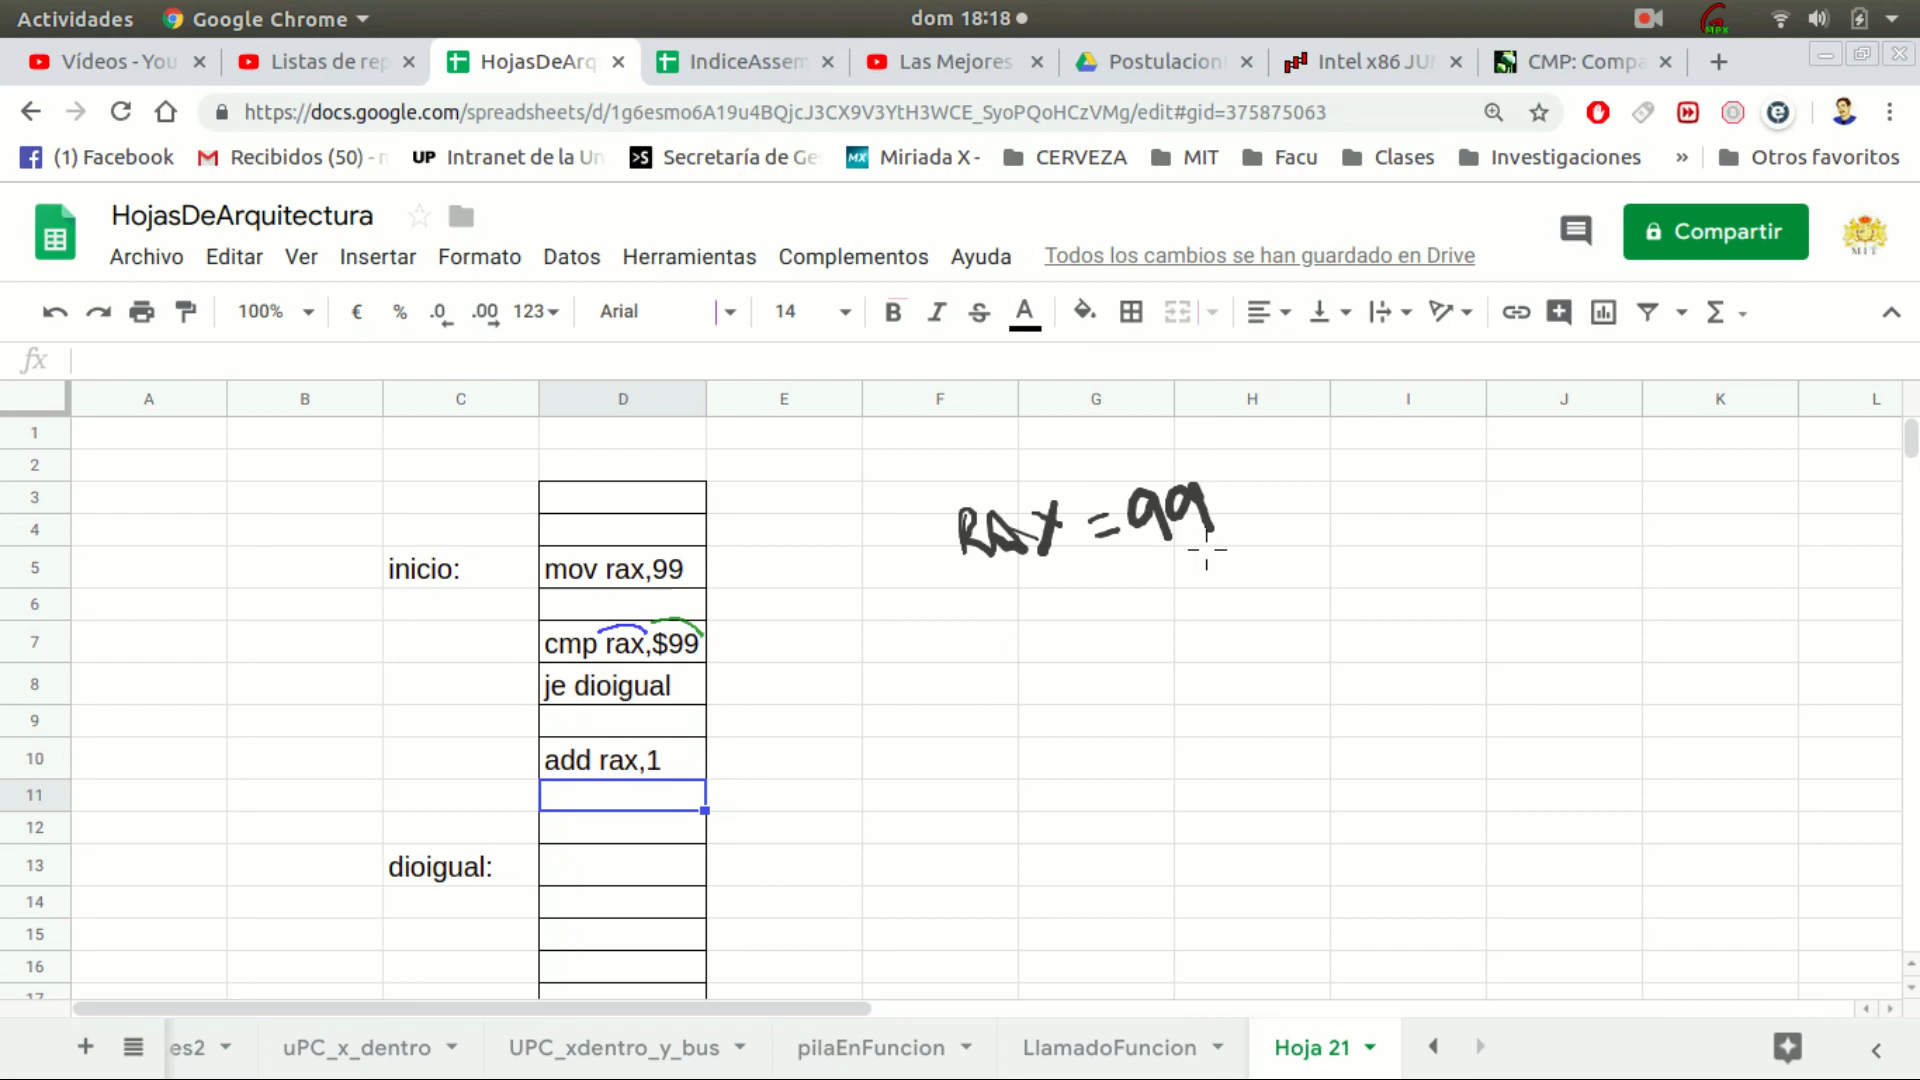 Actividades Google Chrome dom 18:18
Vídeos - You Listas de rep HojasDeArq IndiceAssem Las Mejores Postulacion Intel x86 JUM CMP: Compa
https://docs.google.com/spreadsheets/d/1g6esmo6A19u4BQjcJ3CX9V3YtH3WCE_SyoPQoHCzVMg/edit#gid=375875063
(1) Facebook Recibidos (50) - UP Intranet de la Un Secretaría de Ge Miriada X - CERVEZA MIT Facu Clases Investigaciones » Otros favoritos
HojasDeArquitectura
Compartir
Archivo Editar Ver Insertar Formato Datos Herramientas Complementos Ayuda Todos los cambios se han guardado en Drive
100% € % .0 .00 123 Arial 14 B I S A
fx
A B C D E F G H I J K L
1
2
3
4
RAX = 99
5 inicio: mov rax,99
6
7 cmp rax,$99
8 je dioigual
9
10 add rax,1
11
12
13 dioigual:
14
15
16
17
es2 uPC_x_dentro UPC_xdentro_y_bus pilaEnFuncion LlamadoFuncion Hoja 21